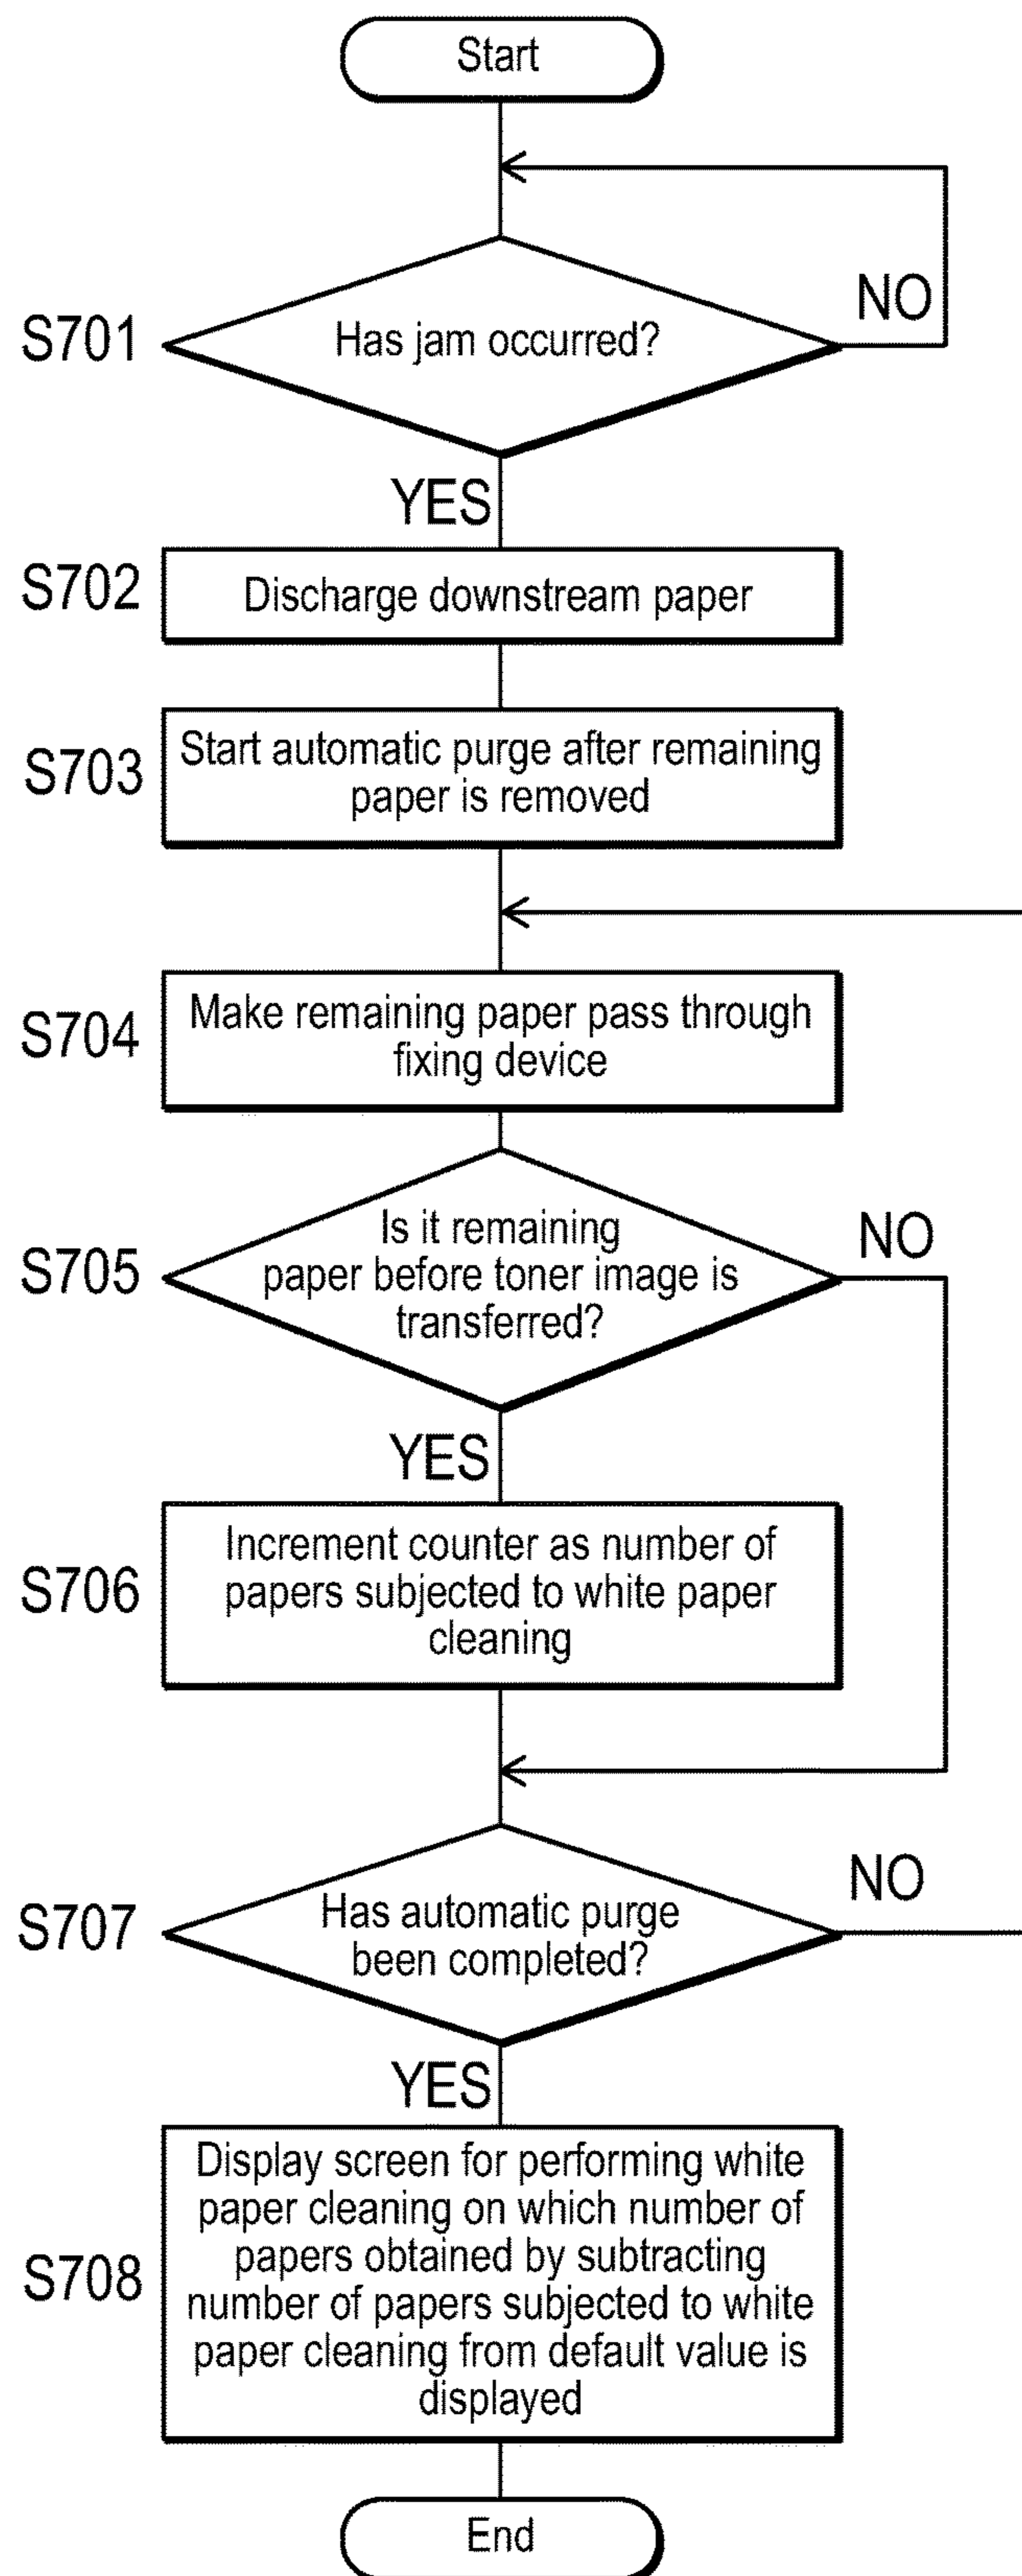 Start
NO
S701
Has jam occurred?
YES
S702
Discharge downstream paper
S703
Start automatic purge after remaining
paper is removed
S704
Make remaining paper pass through
fixing device
S705
Is it remaining
paper before toner image is
transferred?
NO
YES
S706
Increment counter as number of
papers subjected to white paper
cleaning
S707
Has automatic purge
been completed?
NO
YES
S708
Display screen for performing white
paper cleaning on which number of
papers obtained by subtracting
number of papers subjected to white
paper cleaning from default value is
displayed
End